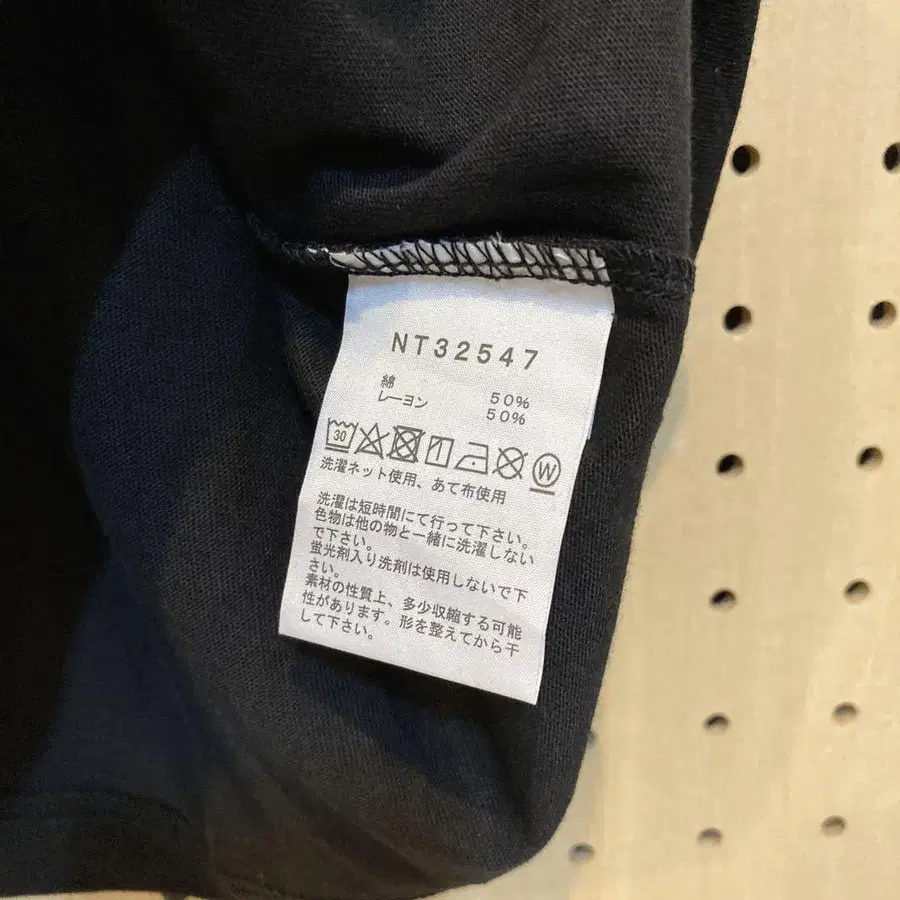 NT32547
綿 50%
レーヨン 50%
30 W
洗濯ネット使用、あて布使用
洗濯は短時間にて行って下さい。
色物は他の物と一緒に洗濯しない
で下さい。
蛍光剤入り洗剤は使用しないで下
さい。
素材の性質上、多少収縮する可能
性があります。形を整えてから干
して下さい。